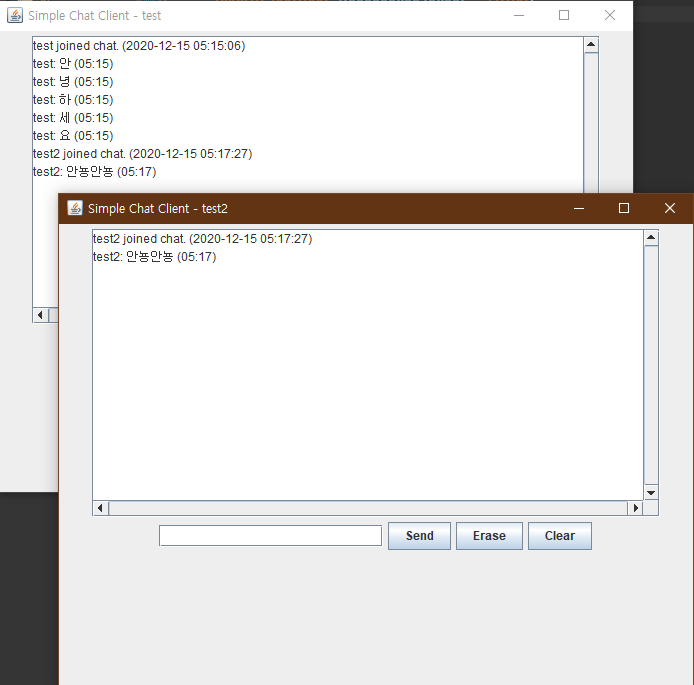 Simple Chat Client - test
test joined chat. (2020-12-15 05:15:06)
test: 안 (05:15)
test: 녕 (05:15)
test: 하 (05:15)
test: 세 (05:15)
test: 요 (05:15)
test2 joined chat. (2020-12-15 05:17:27)
test2: 안뇽안뇽 (05:17)
Simple Chat Client - test2
test2 joined chat. (2020-12-15 05:17:27)
test2: 안뇽안뇽 (05:17)
Send Erase Clear